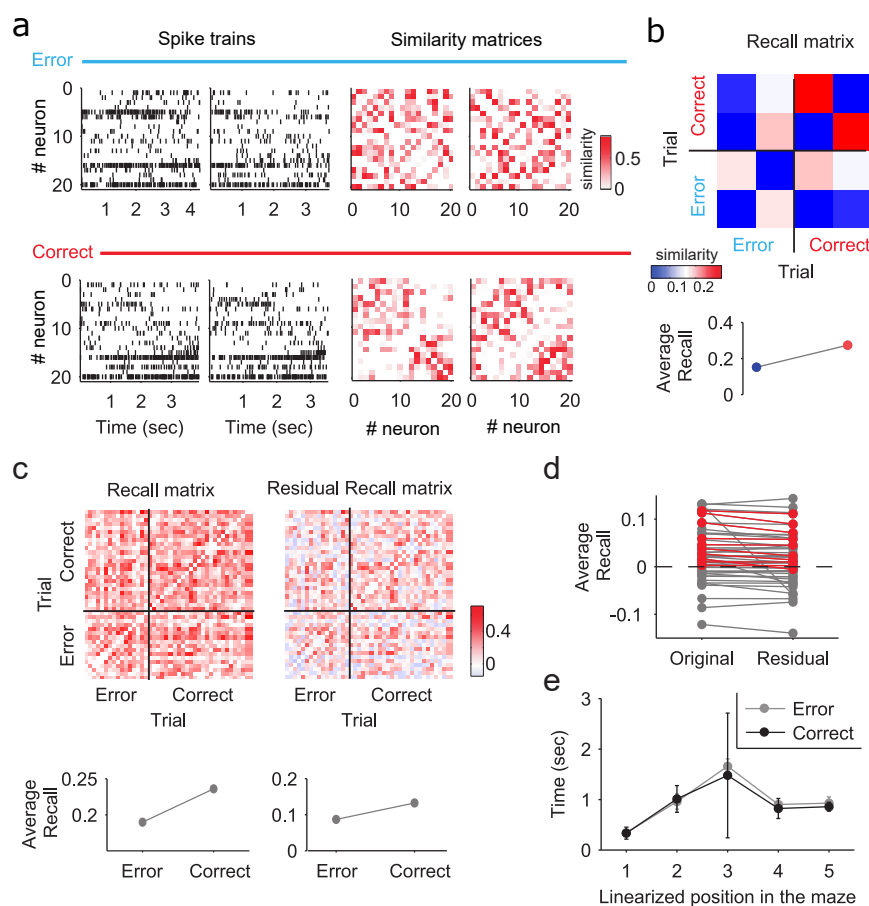 a
Spike trains
Similarity matrices
Error
# neuron
0
10
20
1 2 3 4
1 2 3
0 10 20
0 10 20
similarity
0.5
0
Correct
# neuron
0
10
20
1 2 3
Time (sec)
1 2 3
Time (sec)
0 10 20
# neuron
0 10 20
# neuron
b
Recall matrix
Trial
Correct
Error
Error Correct
Trial
similarity
0 0.1 0.2
Average
Recall
0.4
0.2
0
c
Recall matrix
Residual Recall matrix
Trial
Correct
Error
Error Correct
Trial
Error Correct
Trial
0.4
0
Average
Recall
0.25
0.2
Error Correct
0.2
0.1
0
Error Correct
d
Average
Recall
0.1
0
-0.1
Original Residual
e
Error
Correct
Time (sec)
3
2
1
0
1 2 3 4 5
Linearized position in the maze